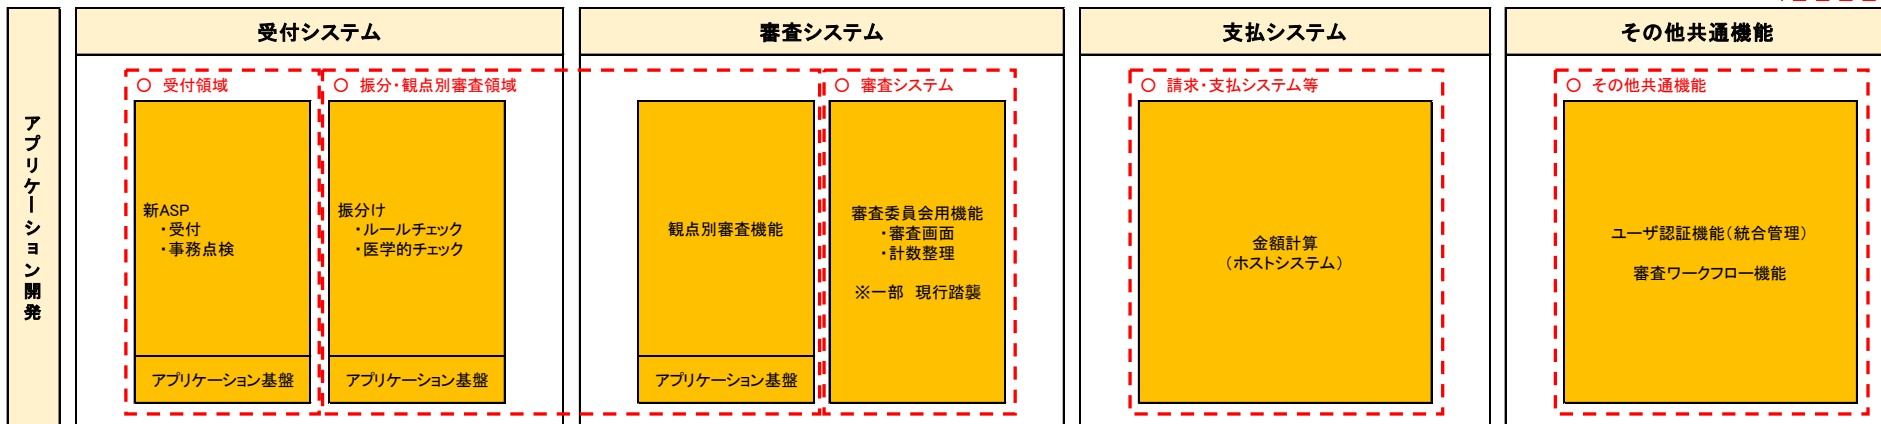 アプリケーション開発
受付システム
審査システム
支払システム
その他共通機能
○ 受付領域
○ 振分・観点別審査領域
○ 審査システム
○ 請求・支払システム等
○ その他共通機能
新ASP
・受付
・事務点検
アプリケーション基盤
振分け
・ルールチェック
・医学的チェック
アプリケーション基盤
観点別審査機能
アプリケーション基盤
審査委員会用機能
・審査画面
・計数整理
※一部 現行踏襲
金額計算
(ホストシステム)
ユーザ認証機能(統合管理)
審査ワークフロー機能